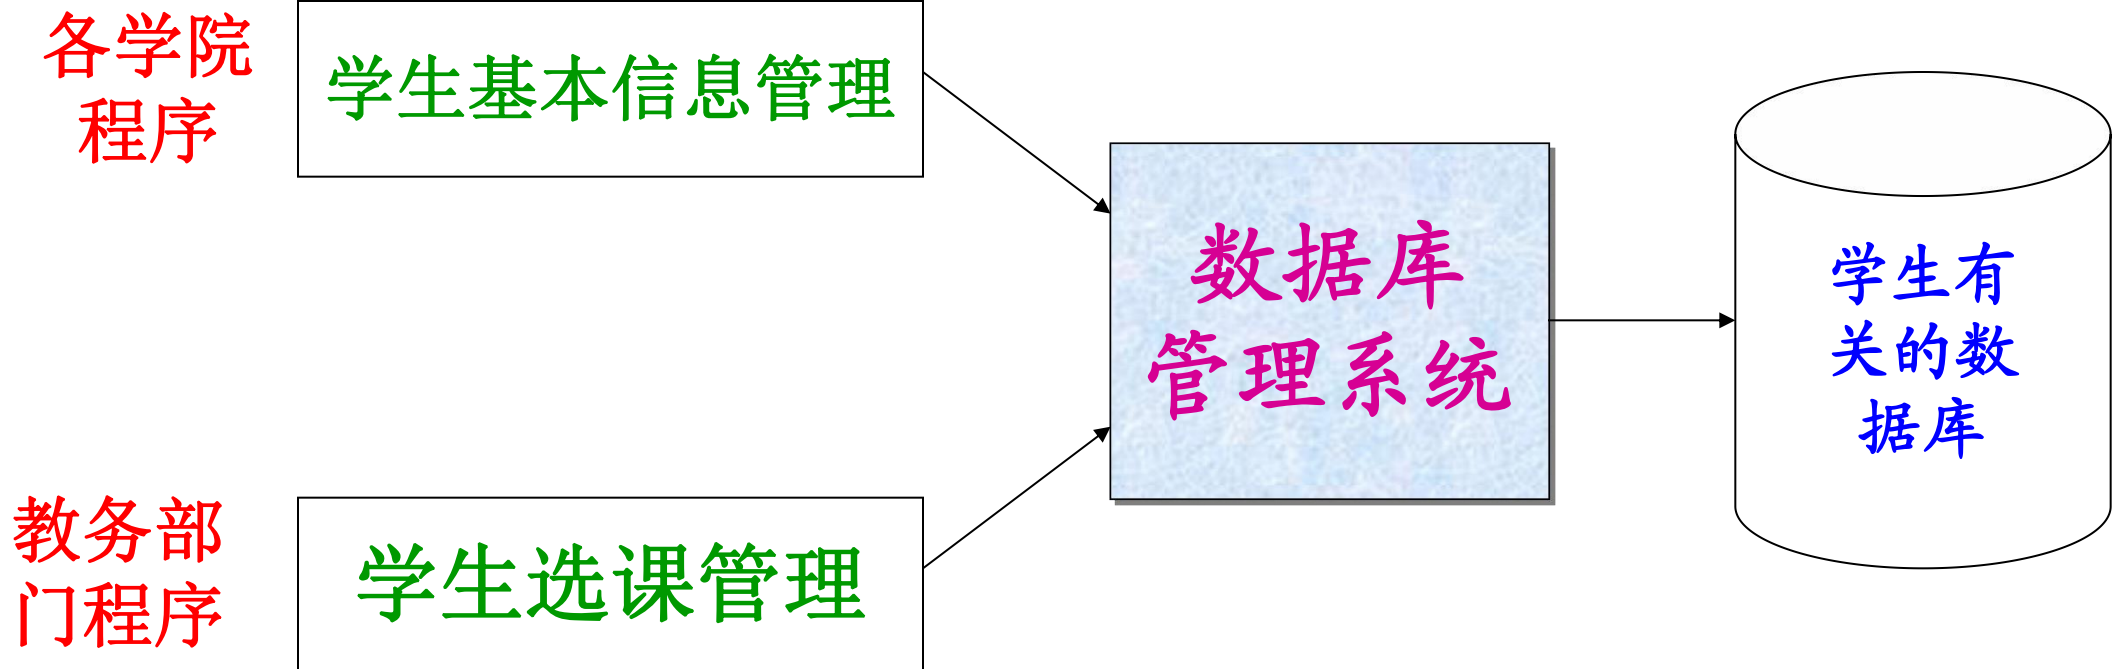 各学院
程序
学生基本信息管理
数据库
管理系统
学生有
关的数
据库
教务部
门程序
学生选课管理